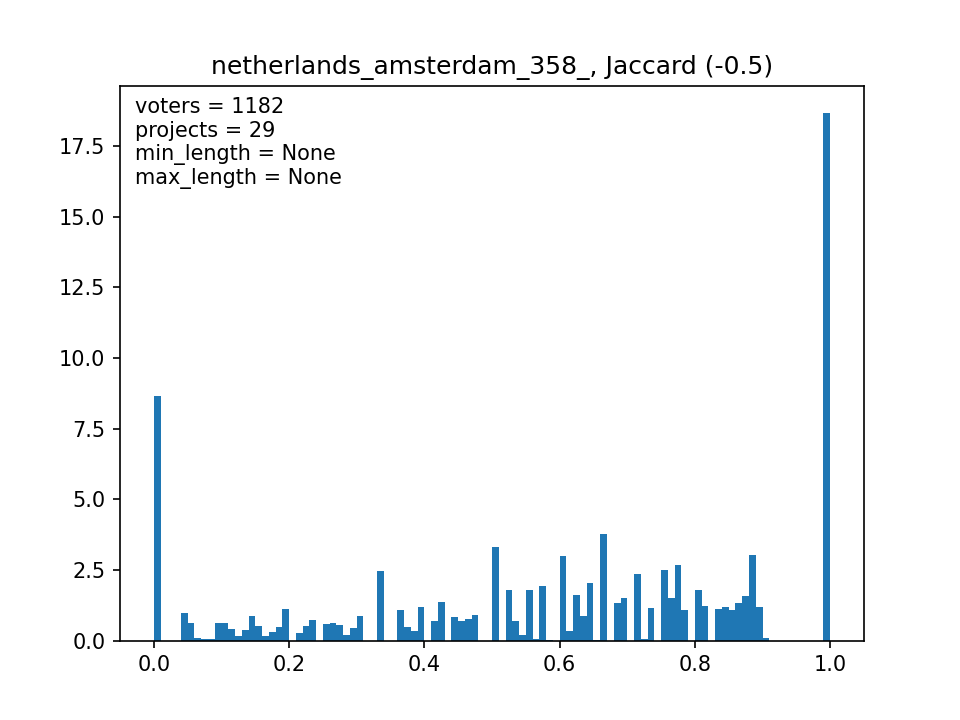 netherlands_amsterdam_358_, Jaccard (-0.5)
voters = 1182
projects = 29
min_length = None
max_length = None
17.5
15.0
12.5
10.0
7.5
5.0
2.5
0.0
0.0 0.2 0.4 0.6 0.8 1.0